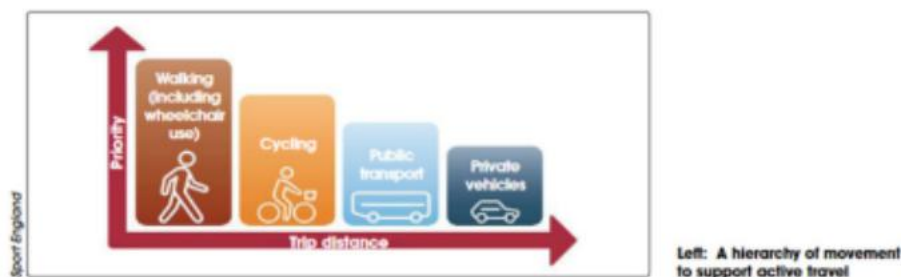 Walking
(including
wheelchair
use)
Cycling
Public
transport
Private
vehicles
Priority
Trip distance
Sport England
Left: A hierarchy of movement
to support active travel